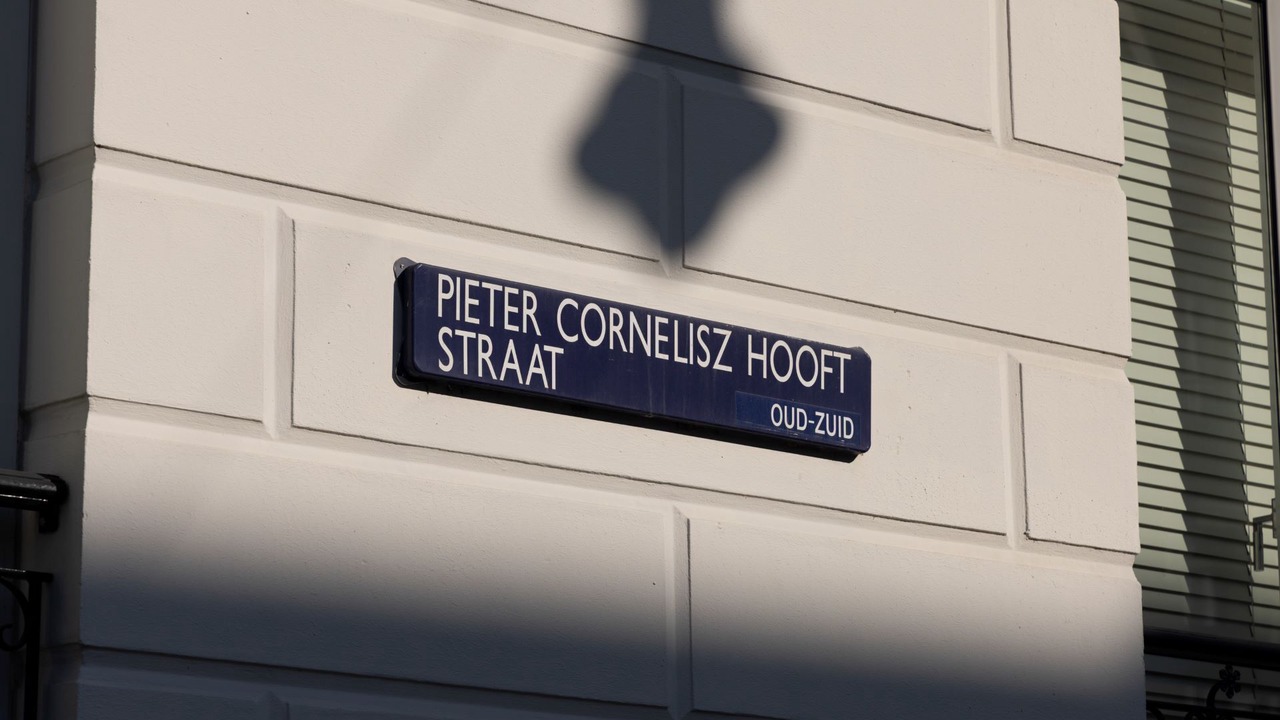 PIETER CORNELISZ HOOFT
STRAAT
OUD-ZUID